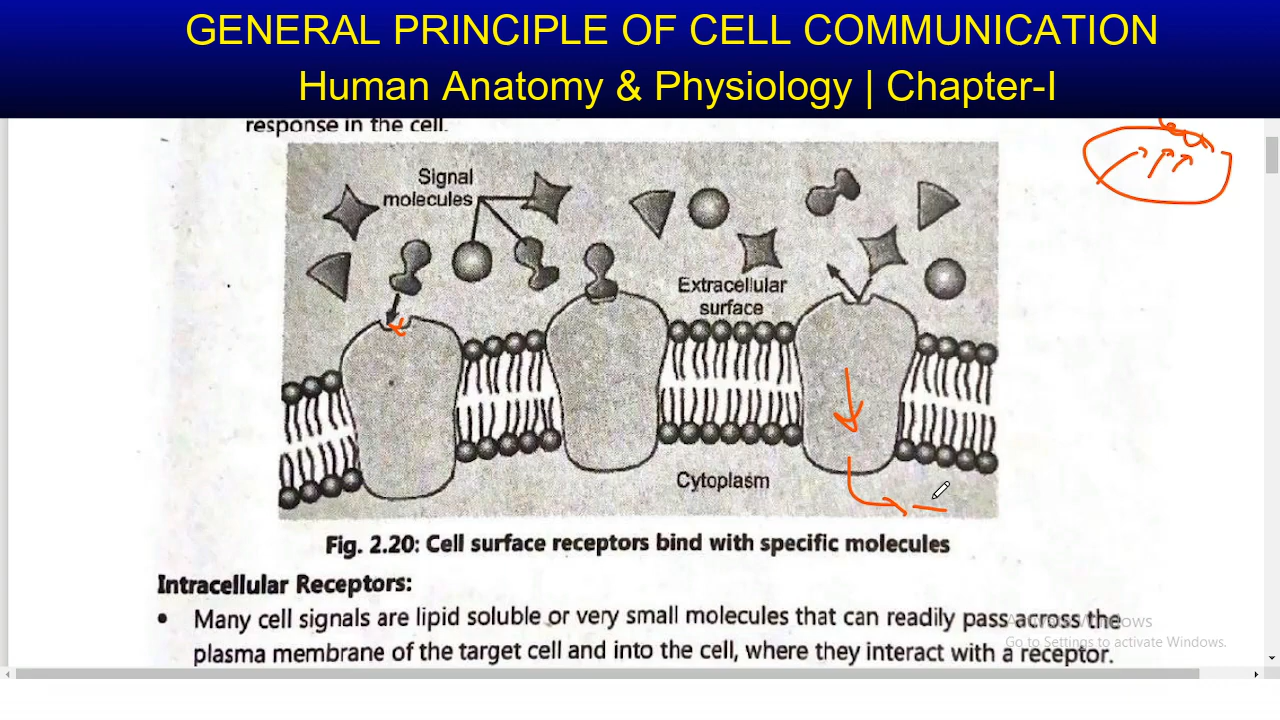 GENERAL PRINCIPLE OF CELL COMMUNICATION
Human Anatomy & Physiology | Chapter-I
response in the cell.
Signal
molecules
Extracellular
surface
Cytoplasm
Fig. 2.20: Cell surface receptors bind with specific molecules
Intracellular Receptors:
• Many cell signals are lipid soluble or very small molecules that can readily pass across the
plasma membrane of the target cell and into the cell, where they interact with a receptor.
Activate Windows
Go to Settings to activate Windows.